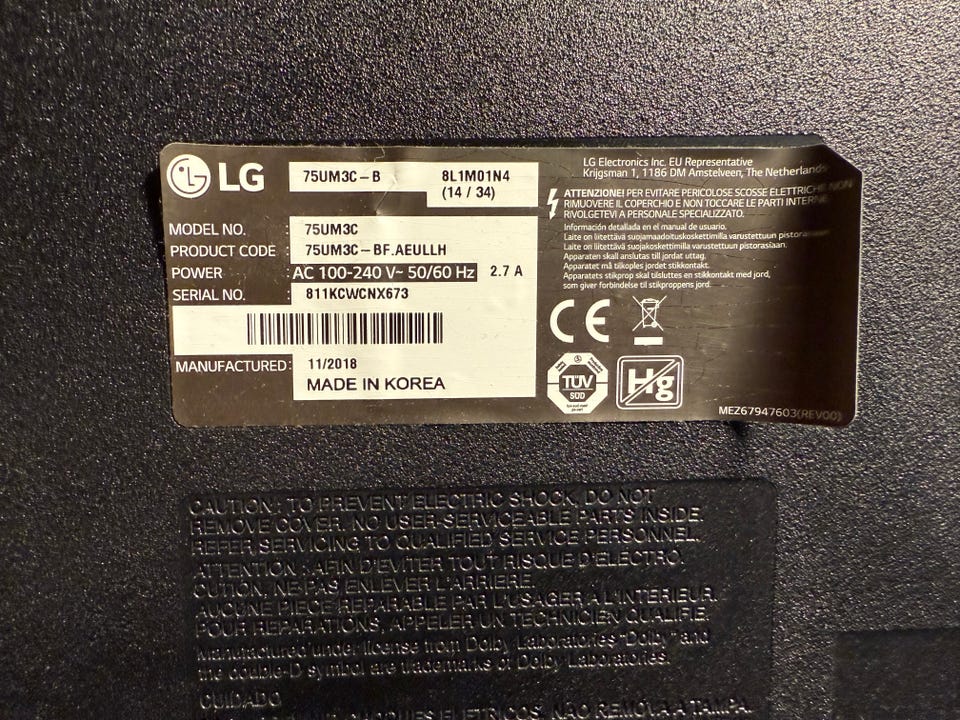 LG
75UM3C-B
8L1M01N4
(14 / 34)
MODEL NO. : 75UM3C
PRODUCT CODE : 75UM3C-BF.AEULLH
POWER : AC 100-240 V~ 50/60 Hz 2.7 A
SERIAL NO. : 811KCWCNX673
MANUFACTURED : 11/2018
MADE IN KOREA
LG Electronics Inc. EU Representative
Krijgsman 1, 1186 DM Amstelveen, The Netherlands
ATTENZIONE! PER EVITARE PERICOLOSE SCOSSE ELETTRICHE NON
RIMUOVERE IL COPERCHIO E NON TOCCARE LE PARTI INTERNE
RIVOLGETEVI A PERSONALE SPECIALIZZATO.
Información detallada en el manual de usuario.
Laite on liitettävä suojamaadoituskoskettimilla varustettuun pistorasiaan.
Laite on liitettävä suojakoskettimilla varustettuun pistorasiaan.
Apparaten skall anslutas till jordat uttag.
Apparatet må tilkoples jordet stikkontakt.
Apparatets stikprop skal tilsluttes en stikkontakt med jord,
som giver forbindelse til stikproppens jord.
CE
TÜV
SÜD
Hg
MEZ67947603(REV00)
CAUTION : TO PREVENT ELECTRIC SHOCK, DO NOT
REMOVE COVER. NO USER-SERVICEABLE PARTS INSIDE.
REFER SERVICING TO QUALIFIED SERVICE PERSONNEL.
ATTENTION : AFIN D'EVITER TOUT RISQUE D'ELECTRO
CUTION, NE PAS ENLEVER L'ARRIERE.
AUCUNE PIECE REPARABLE PAR L'USAGER A L'INTERIEUR.
POUR REPARATIONS, APPELER UN TECHNICIEN QUALIFIE.
Manufactured under license from Dolby Laboratories. "Dolby" and
the double-D symbol are trademarks of Dolby Laboratories.
CUIDADO
CHOQUES ELETRICOS, NAO REMOVA A TAMPA.